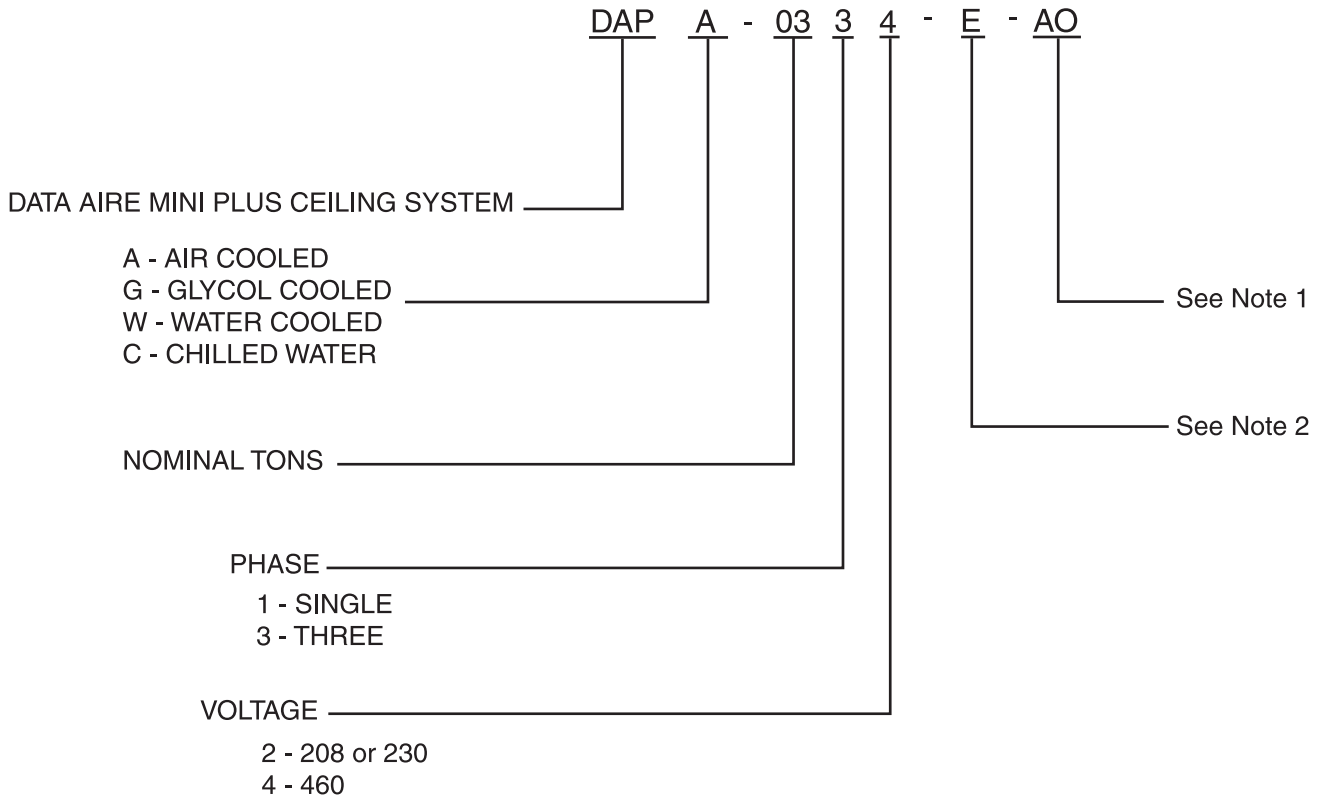 DAP A - 03 3 4 - E - AO
DATA AIRE MINI PLUS CEILING SYSTEM
A - AIR COOLED
G - GLYCOL COOLED
W - WATER COOLED
C - CHILLED WATER
See Note 1
See Note 2
NOMINAL TONS
PHASE
1 - SINGLE
3 - THREE
VOLTAGE
2 - 208 or 230
4 - 460